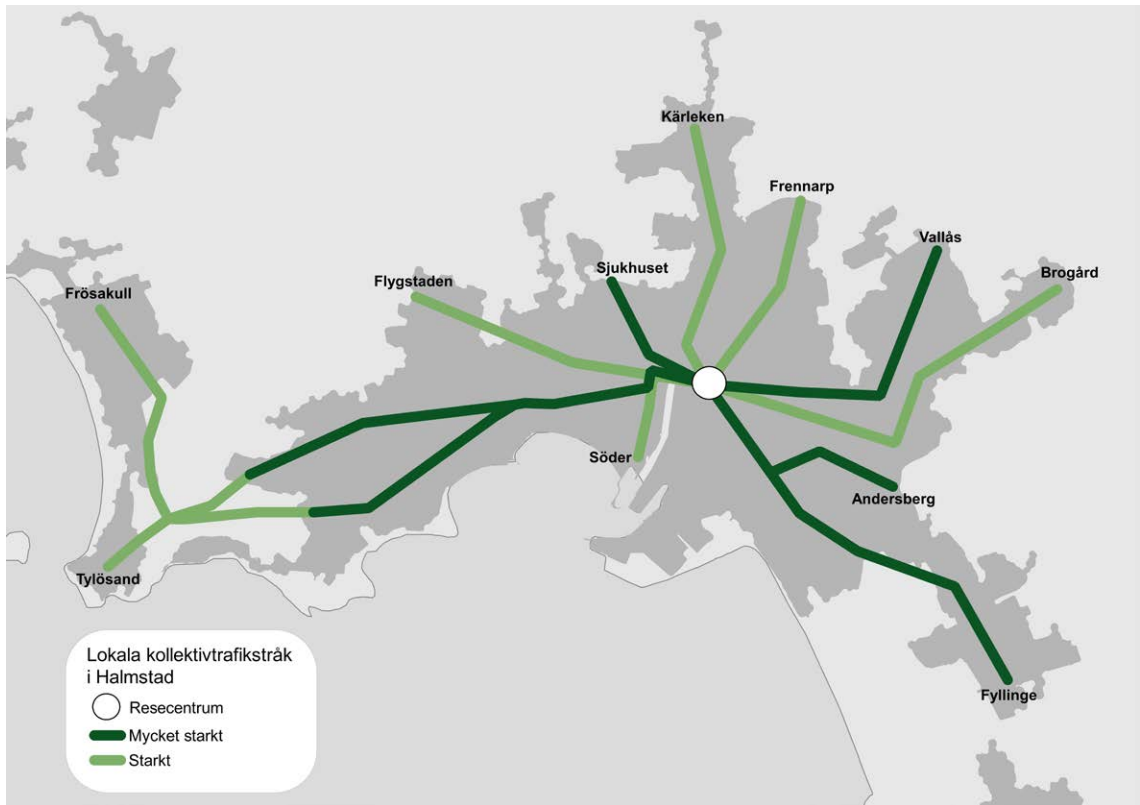 Kärleken
Frennarp
Vallås
Sjukhuset
Brogård
Flygstaden
Frösakull
Söder
Andersberg
Tylösand
Fyllinge
Lokala kollektivtrafikstråk
i Halmstad
Resecentrum
Mycket starkt
Starkt